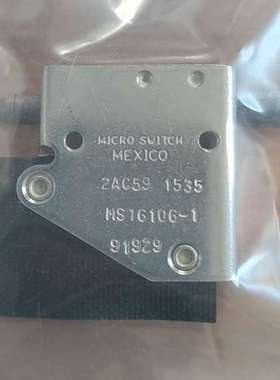 MICRO SWITCH
MEXICO
2AC59 1535
MS16106-1
91929